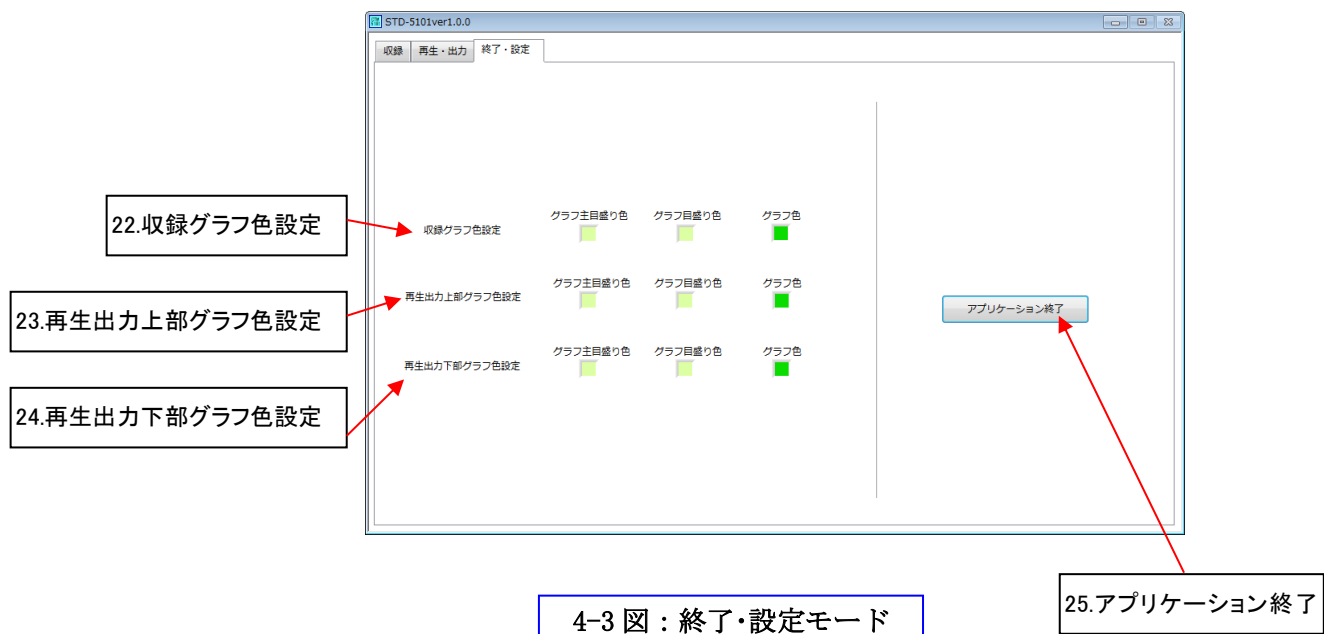 STD-5101ver1.0.0
収録 再生・出力 終了・設定
22.収録グラフ色設定
収録グラフ色設定 グラフ主目盛り色 グラフ目盛り色 グラフ色
23.再生出力上部グラフ色設定
再生出力上部グラフ色設定 グラフ主目盛り色 グラフ目盛り色 グラフ色
24.再生出力下部グラフ色設定
再生出力下部グラフ色設定 グラフ主目盛り色 グラフ目盛り色 グラフ色
アプリケーション終了
25.アプリケーション終了
4-3 図：終了・設定モード